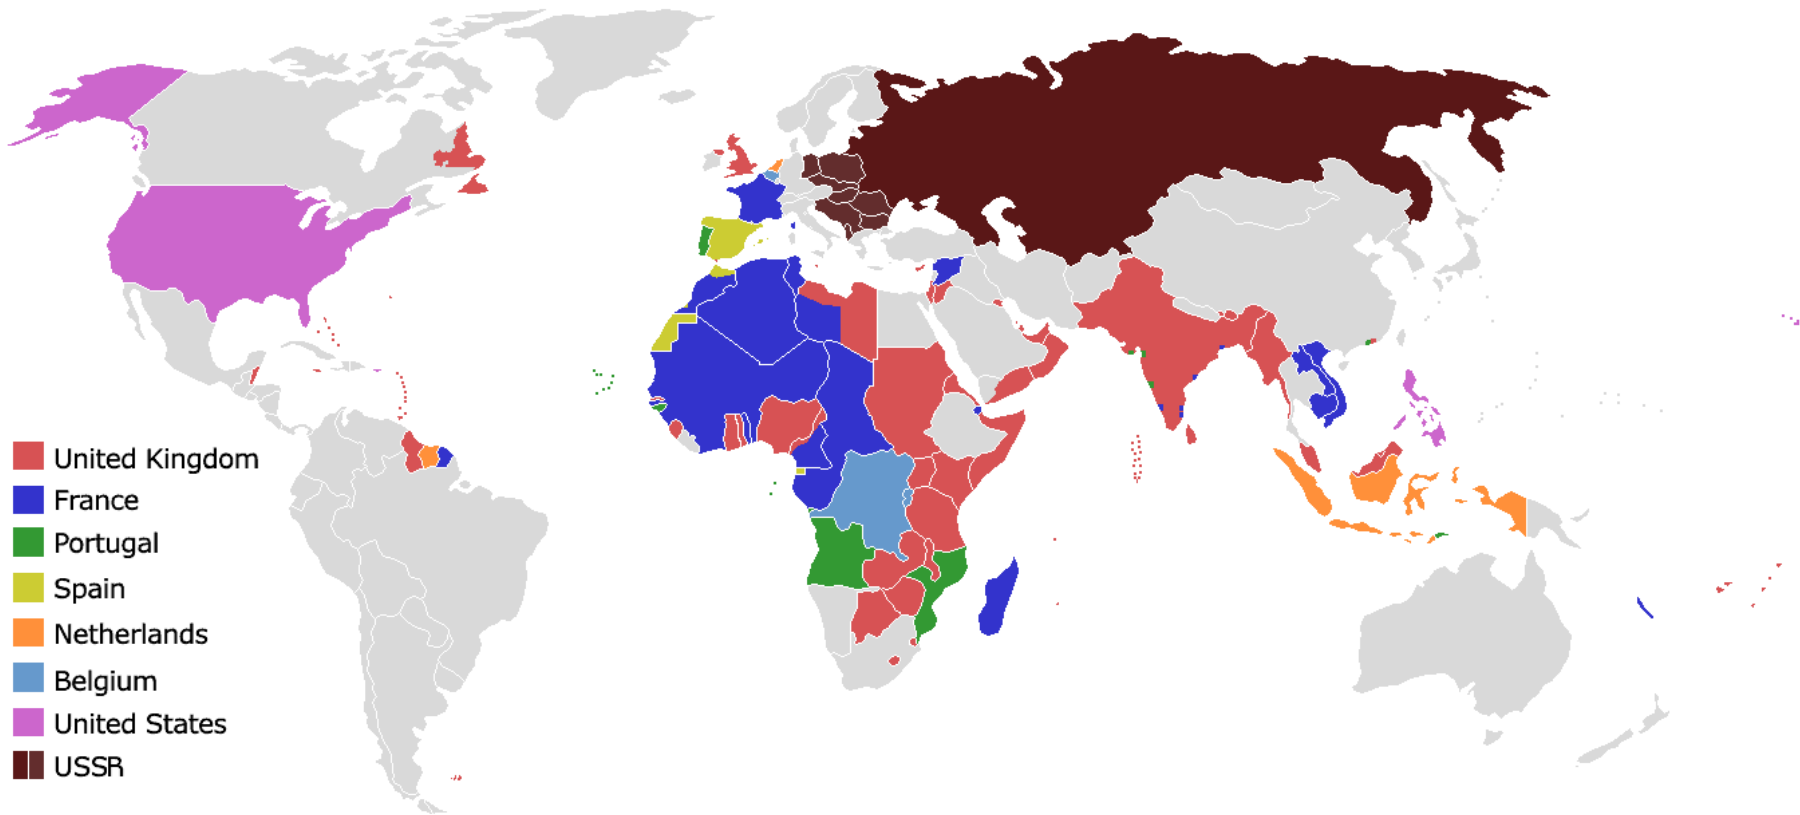 United Kingdom
France
Portugal
Spain
Netherlands
Belgium
United States
USSR